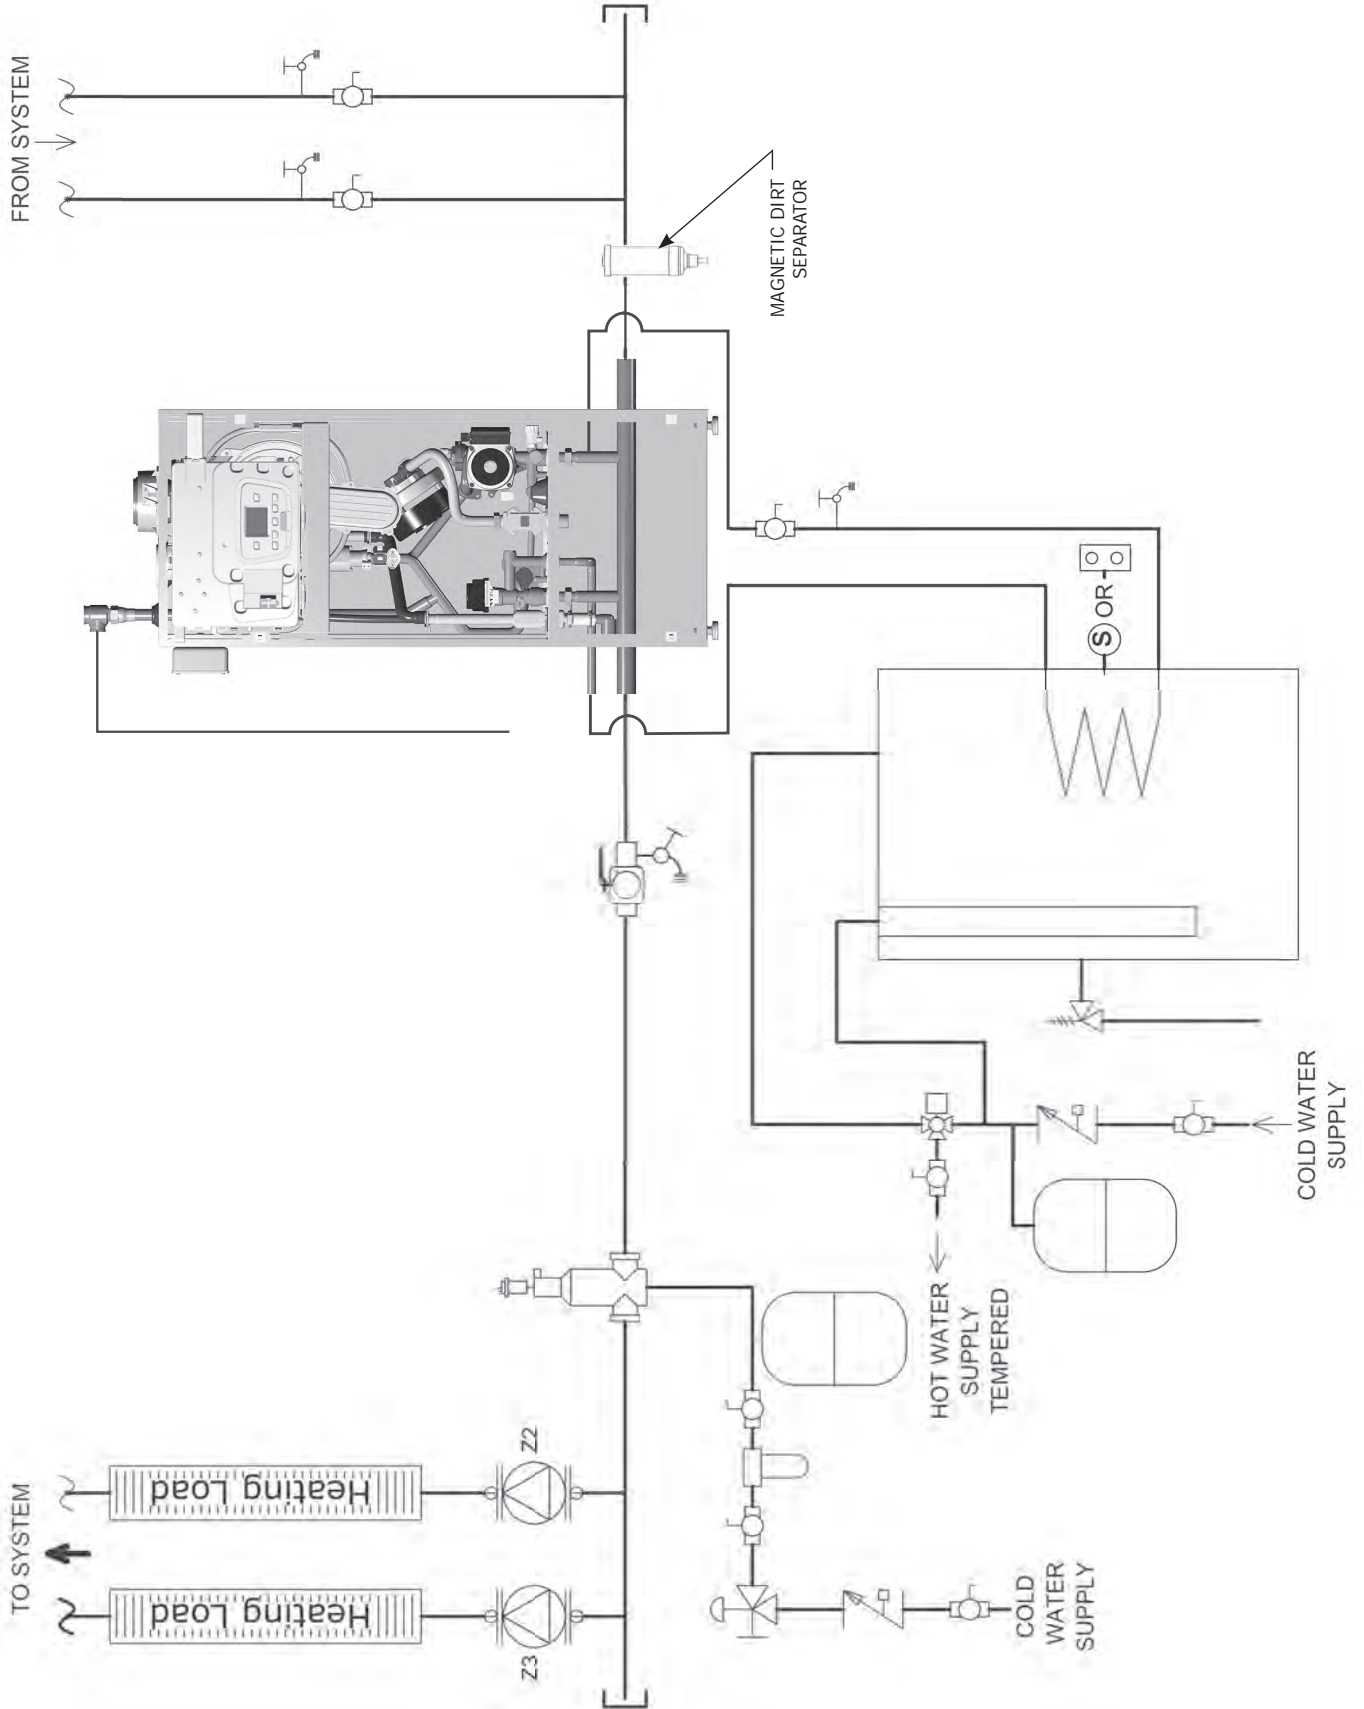 FROM SYSTEM
MAGNETIC DIRT
SEPARATOR
S OR
COLD WATER
SUPPLY
HOT WATER
SUPPLY
TEMPERED
TO SYSTEM
Heating Load
Z2
Heating Load
Z3
COLD
WATER
SUPPLY